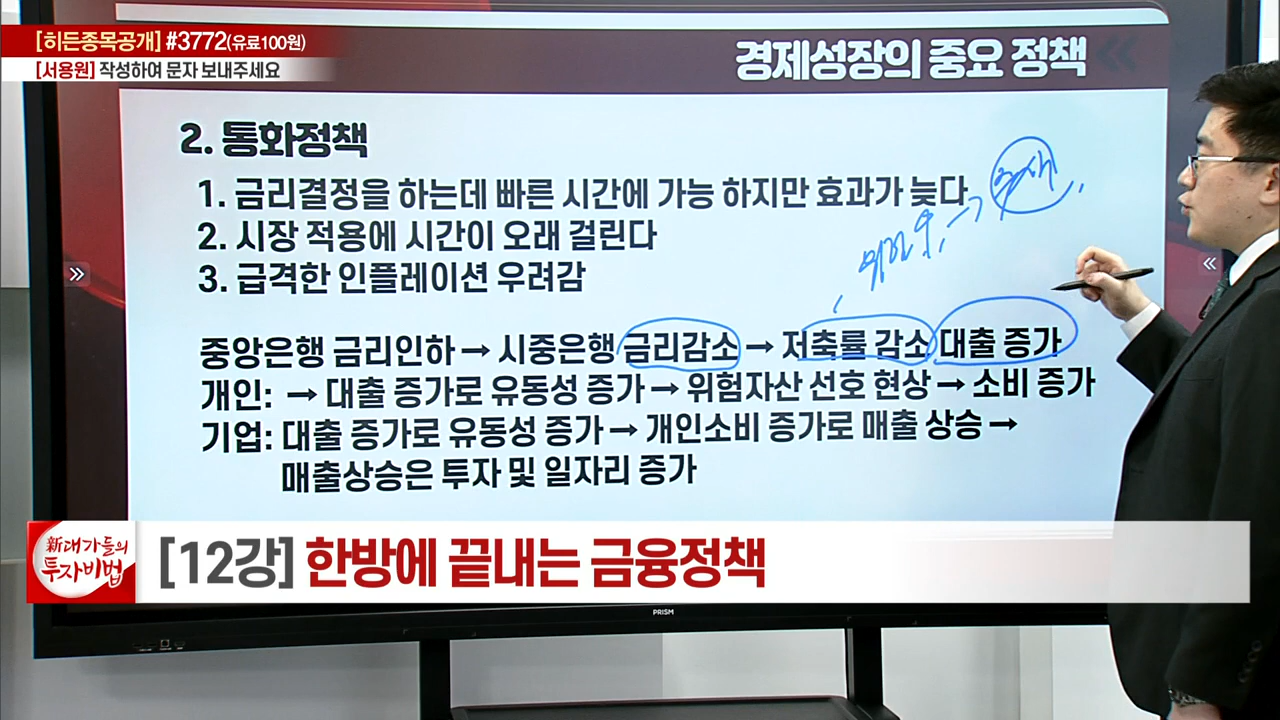 [히든종목공개] #3772(유료100원)
[서용원] 작성하여 문자 보내주세요
경제성장의 중요 정책
2. 통화정책
1. 금리결정을 하는데 빠른 시간에 가능 하지만 효과가 늦다
2. 시장 적용에 시간이 오래 걸린다
3. 급격한 인플레이션 우려감
중앙은행 금리인하 → 시중은행 금리감소 → 저축률 감소 대출 증가
개인: → 대출 증가로 유동성 증가 → 위험자산 선호 현상 → 소비 증가
기업: 대출 증가로 유동성 증가 → 개인소비 증가로 매출 상승 →
매출상승은 투자 및 일자리 증가
新대가들의
투자비법
[12강] 한방에 끝내는 금융정책
PRISM